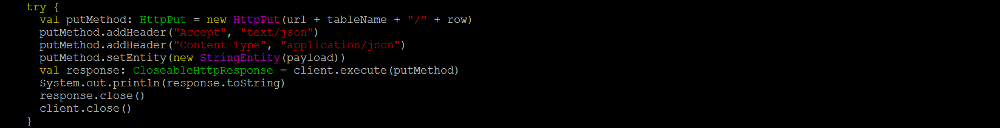 try {
val putMethod: HttpPut = new HttpPut(url + tableName + "/" + row)
putMethod.addHeader("Accept", "text/json")
putMethod.addHeader("Content-Type", "application/json")
putMethod.setEntity(new StringEntity(payload))
val response: CloseableHttpResponse = client.execute(putMethod)
System.out.println(response.toString)
response.close()
client.close()
}